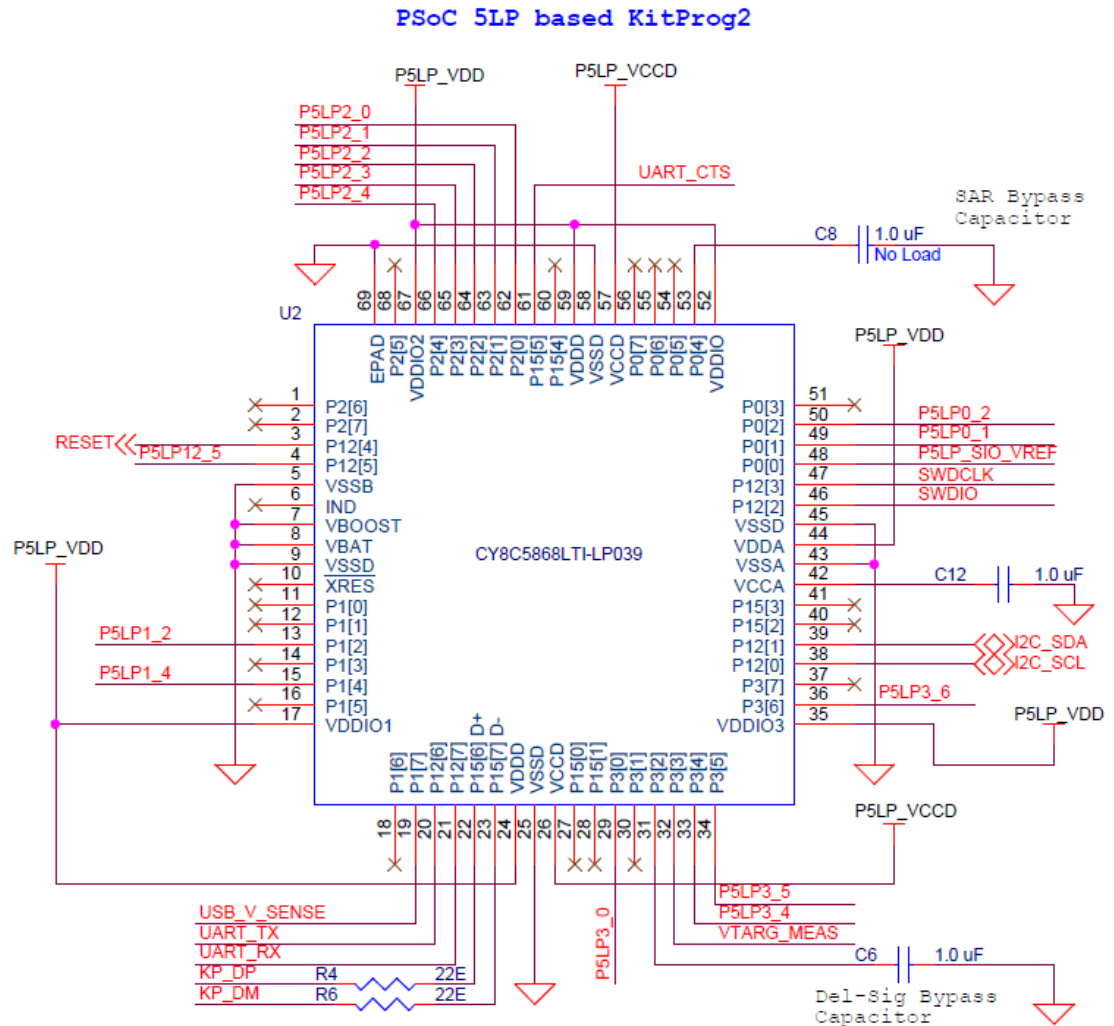 PSoC 5LP based KitProg2
P5LP_VDD
P5LP_VCCD
P5LP2_0
P5LP2_1
P5LP2_2
P5LP2_3
P5LP2_4
UART_CTS
SAR Bypass
Capacitor
C8
1.0 uF
No Load
U2
69
68
67
66
65
64
63
62
61
60
59
58
57
56
55
54
53
52
EPAD
P2[5]
VDDIO2
P2[4]
P2[3]
P2[2]
P2[1]
P2[0]
P15[5]
P15[4]
VDDD
VSSD
VCCD
P0[7]
P0[6]
P0[5]
P0[4]
VDDIO
P5LP_VDD
1 P2[6]
2 P2[7]
RESET 3 P12[4]
P5LP12_5 4 P12[5]
5 VSSB
6 IND
7 VBOOST
8 VBAT
9 VSSD
10 XRES
11 P1[0]
12 P1[1]
P5LP1_2 13 P1[2]
14 P1[3]
P5LP1_4 15 P1[4]
16 P1[5]
17 VDDIO1
P5LP_VDD
CY8C5868LTI-LP039
P0[3] 51
P0[2] 50 P5LP0_2
P0[1] 49 P5LP0_1
P0[0] 48 P5LP_SIO_VREF
P12[3] 47 SWDCLK
P12[2] 46 SWDIO
VSSD 45
VDDA 44
VSSA 43
VCCA 42 C12 1.0 uF
P15[3] 41
P15[2] 40
P12[1] 39 I2C_SDA
P12[0] 38 I2C_SCL
P3[7] 37
P3[6] 36 P5LP3_6
VDDIO3 35
P5LP_VDD
D+
D-
P1[6]
P1[7]
P12[6]
P12[7]
P15[6]
P15[7]
VDDD
VSSD
VCCD
P15[0]
P15[1]
P3[0]
P3[1]
P3[2]
P3[3]
P3[4]
P3[5]
18
19
20
21
22
23
24
25
26
27
28
29
30
31
32
33
34
P5LP_VCCD
USB_V_SENSE
UART_TX
UART_RX
KP_DP R4 22E
KP_DM R6 22E
P5LP3_0
P5LP3_5
P5LP3_4
VTARG_MEAS
C6
1.0 uF
Del-Sig Bypass
Capacitor